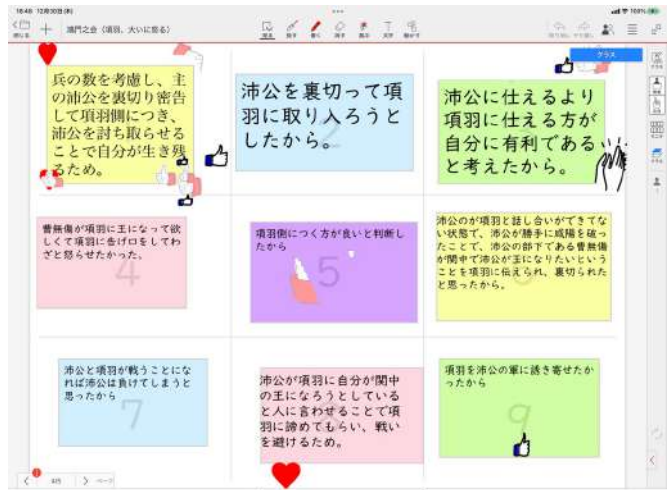 16:40 12月30日(木)
100%
鴻門之会（項羽、大いに怒る）
クラス
兵の数を考慮し、主
の沛公を裏切り密告
して項羽側につき、
沛公を討ち取らせる
ことで自分が生き残
るため。
沛公を裏切って項
羽に取り入ろうと
したから。
沛公に仕えるより
項羽に仕える方が
自分に有利である
と考えたから。
曹無傷が項羽に王になって欲
しくて項羽に告げ口をしてわ
ざと怒らせたかった。
4
項羽側につく方が良いと判断し
たから
5
沛公のが項羽と話し合いができてな
い状態で、沛公が勝手に咸陽を破っ
たことで、沛公の部下である曹無傷
が関中で沛公が王になりたいという
ことを項羽に伝えられ、裏切られた
と思ったから。
沛公と項羽が戦うことにな
れば沛公は負けてしまうと
思ったから
7
沛公が項羽に自分が関中
の王になろうとしている
と人に言わせることで項
羽に諦めてもらい、戦い
を避けるため。
項羽を沛公の軍に誘き寄せたか
ったから
9
ページ